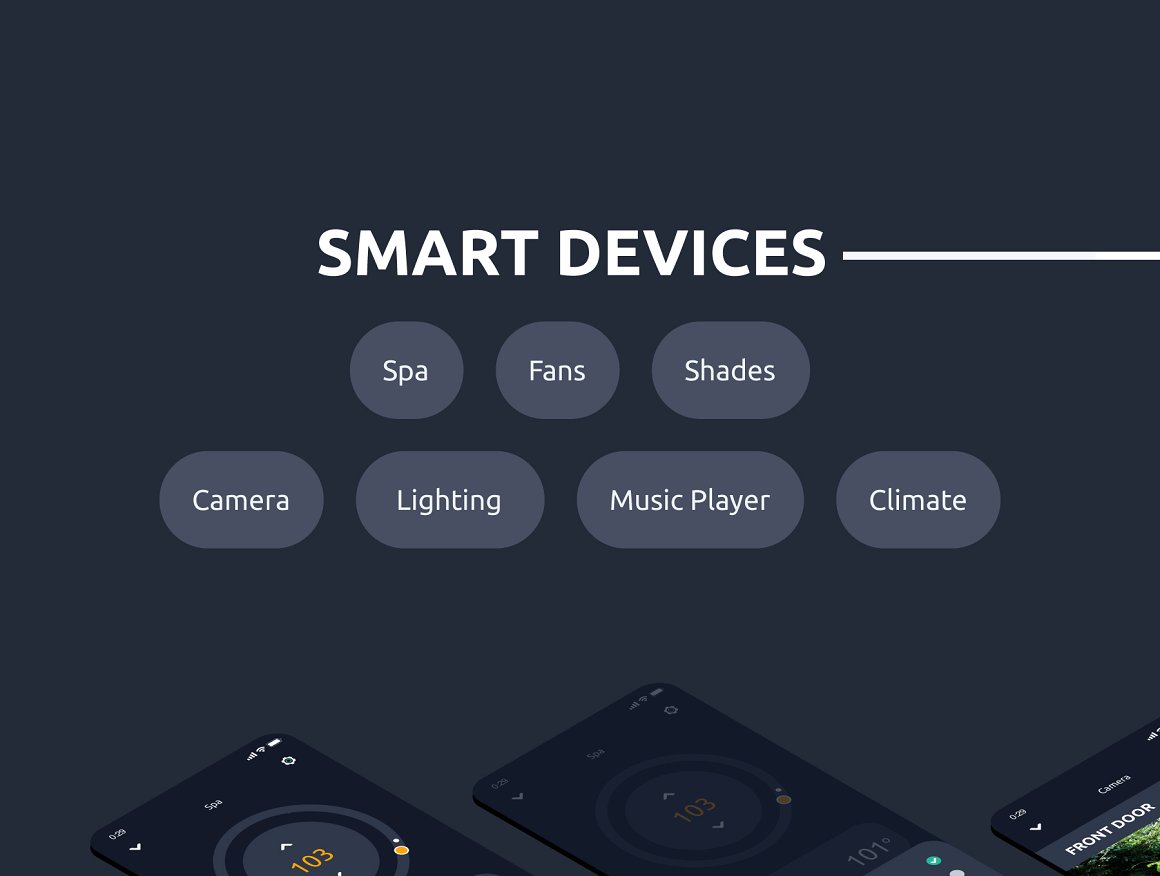 SMART DEVICES
Spa
Fans
Shades
Camera
Lighting
Music Player
Climate
0:29
Spa
103
0:29
Spa
103
101°
0:29
Camera
FRONT DOOR